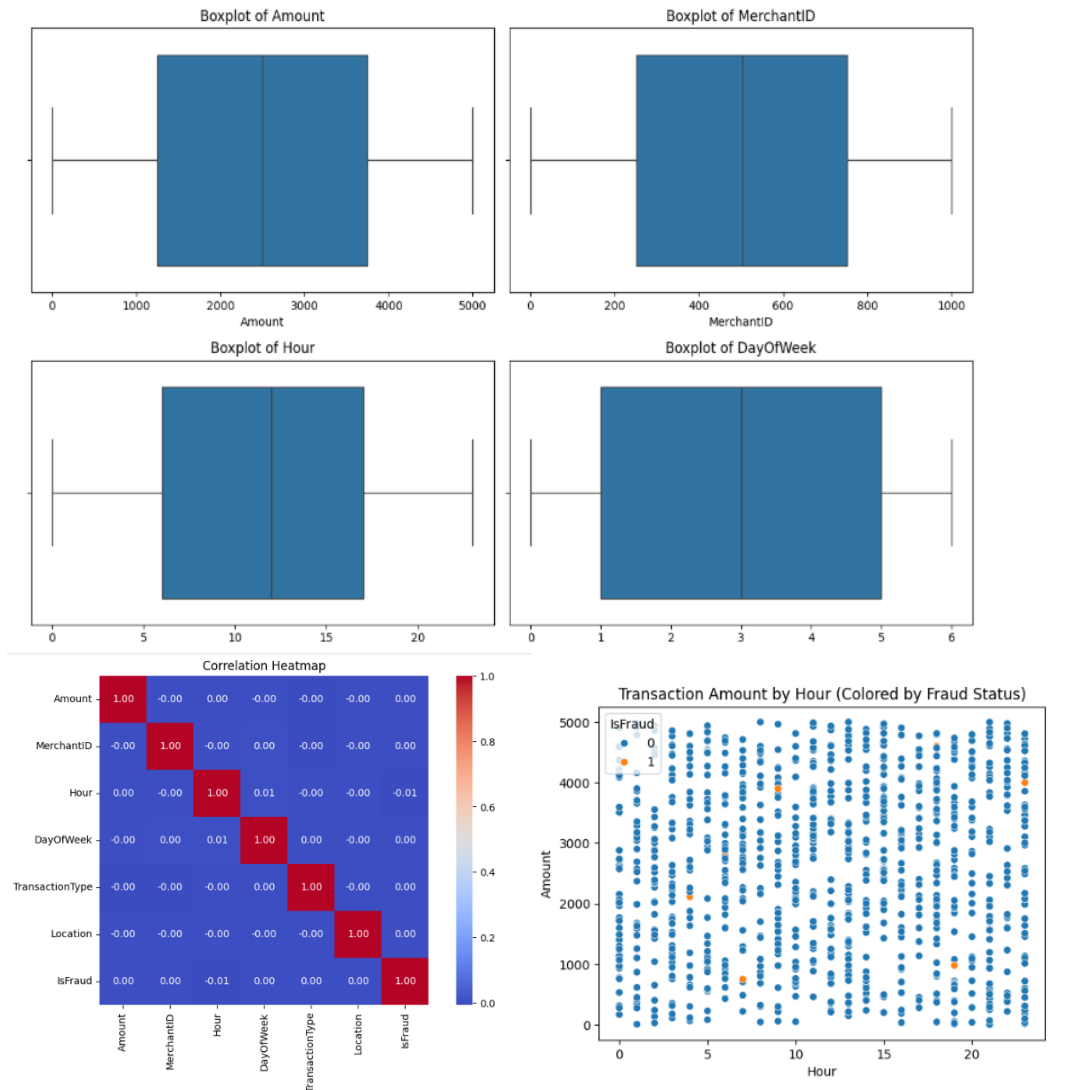 Boxplot of Amount
0 1000 2000 3000 4000 5000
Amount
Boxplot of MerchantID
0 200 400 600 800 1000
MerchantID
Boxplot of Hour
0 5 10 15 20
Boxplot of DayOfWeek
0 1 2 3 4 5 6
Correlation Heatmap
Amount 1.00 -0.00 0.00 -0.00 -0.00 -0.00 0.00
MerchantID -0.00 1.00 -0.00 0.00 -0.00 -0.00 0.00
Hour 0.00 -0.00 1.00 0.01 -0.00 -0.00 -0.01
DayOfWeek -0.00 0.00 0.01 1.00 0.00 -0.00 0.00
TransactionType -0.00 -0.00 -0.00 0.00 1.00 -0.00 0.00
Location -0.00 -0.00 -0.00 -0.00 -0.00 1.00 0.00
IsFraud 0.00 0.00 -0.01 0.00 0.00 0.00 1.00
Amount MerchantID Hour DayOfWeek TransactionType Location IsFraud
1.0
0.8
0.6
0.4
0.2
0.0
Transaction Amount by Hour (Colored by Fraud Status)
IsFraud
0
1
Amount
5000
4000
3000
2000
1000
0
0 5 10 15 20
Hour